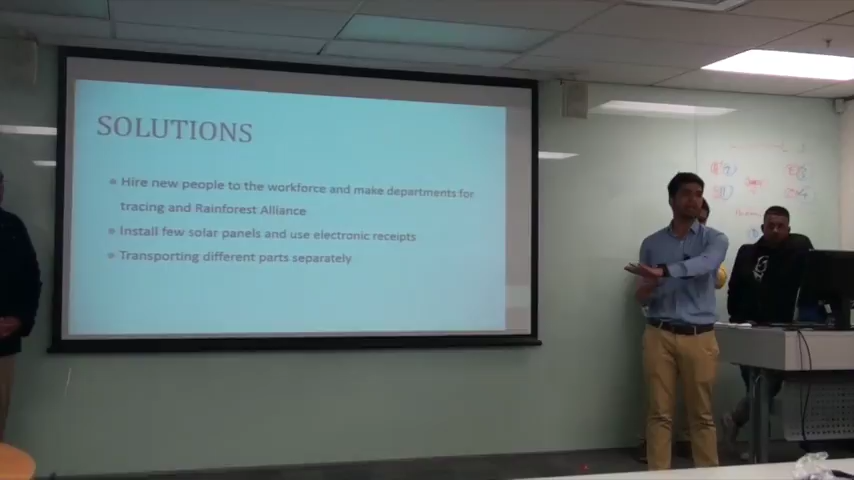 SOLUTIONS
Hire new people to the workforce and make departments for
tracing and Rainforest Alliance
Install few solar panels and use electronic receipts
Transporting different parts separately